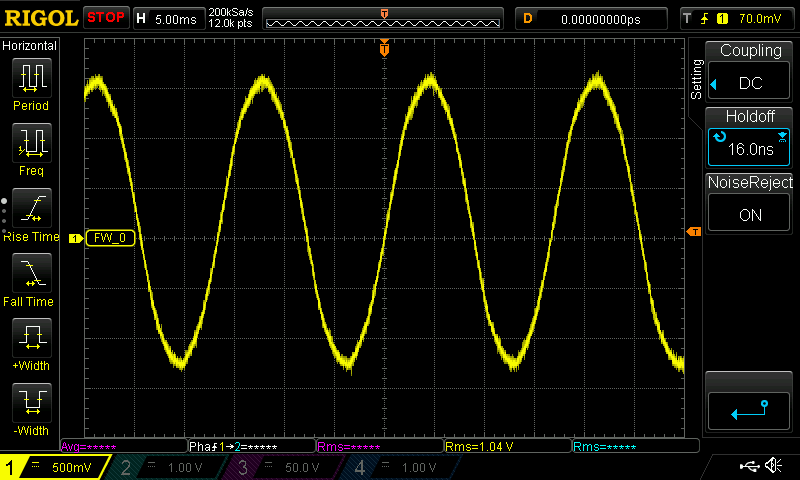 RIGOL STOP H 5.00ms 200kSa/s D 0.00000000ps T 1 70.0mV
12.0k pts
T
Horizontal
Period
Freq
Rise Time
Fall Time
+Width
-Width
T
1 FW_0
T
Setting
Coupling
DC
Holdoff
16.0ns
NoiseReject
ON
Avg=***** Pha 1→2=***** Rms=***** Rms=1.04 V Rms=*****
1 = 500mV 2 = 1.00 V 3 = 50.0 V 4 = 1.00 V